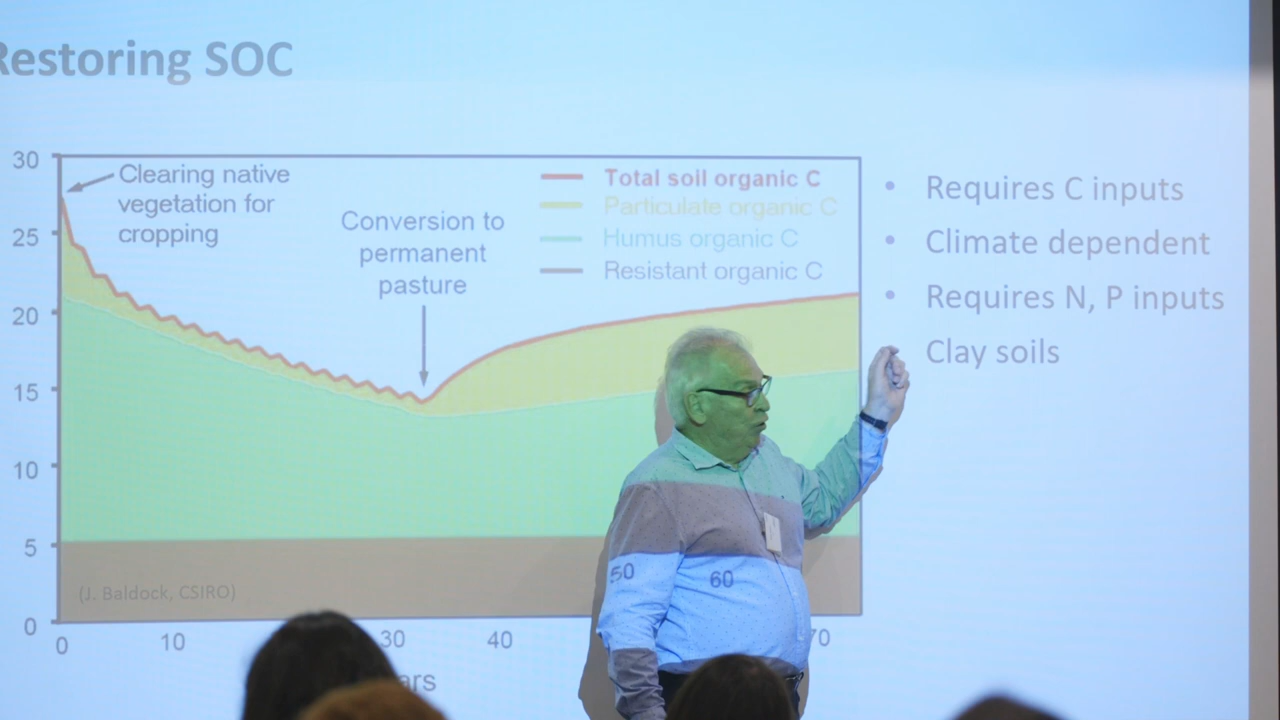 Restoring SOC
30
25
20
15
10
5
0
Clearing native
vegetation for
cropping
Conversion to
permanent
pasture
Total soil organic C
Particulate organic C
Humus organic C
Resistant organic C
(J. Baldock, CSIRO)
0
10
30
40
50
60
70
ars
• Requires C inputs
• Climate dependent
• Requires N, P inputs
Clay soils